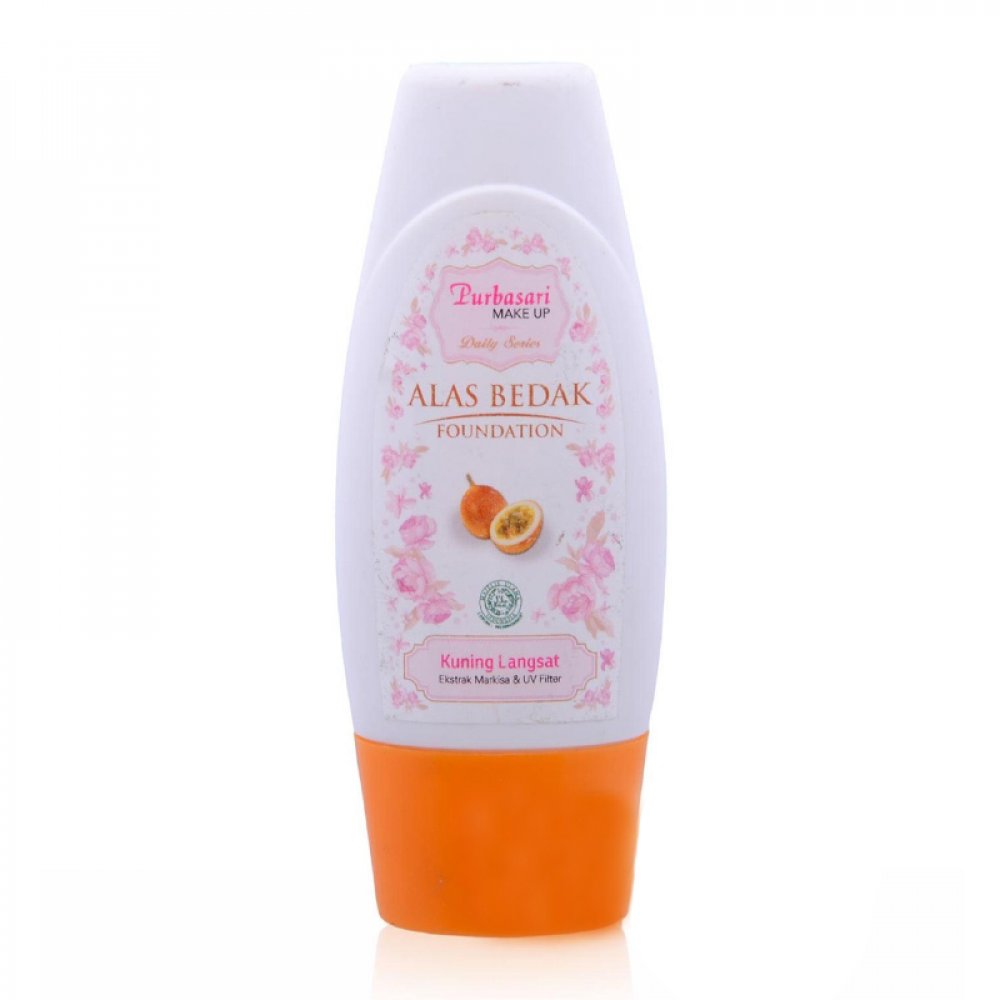 Purbasari
MAKE UP
Daily Series
ALAS BEDAK
FOUNDATION
Kuning Langsat
Ekstrak Markisa & UV Filter